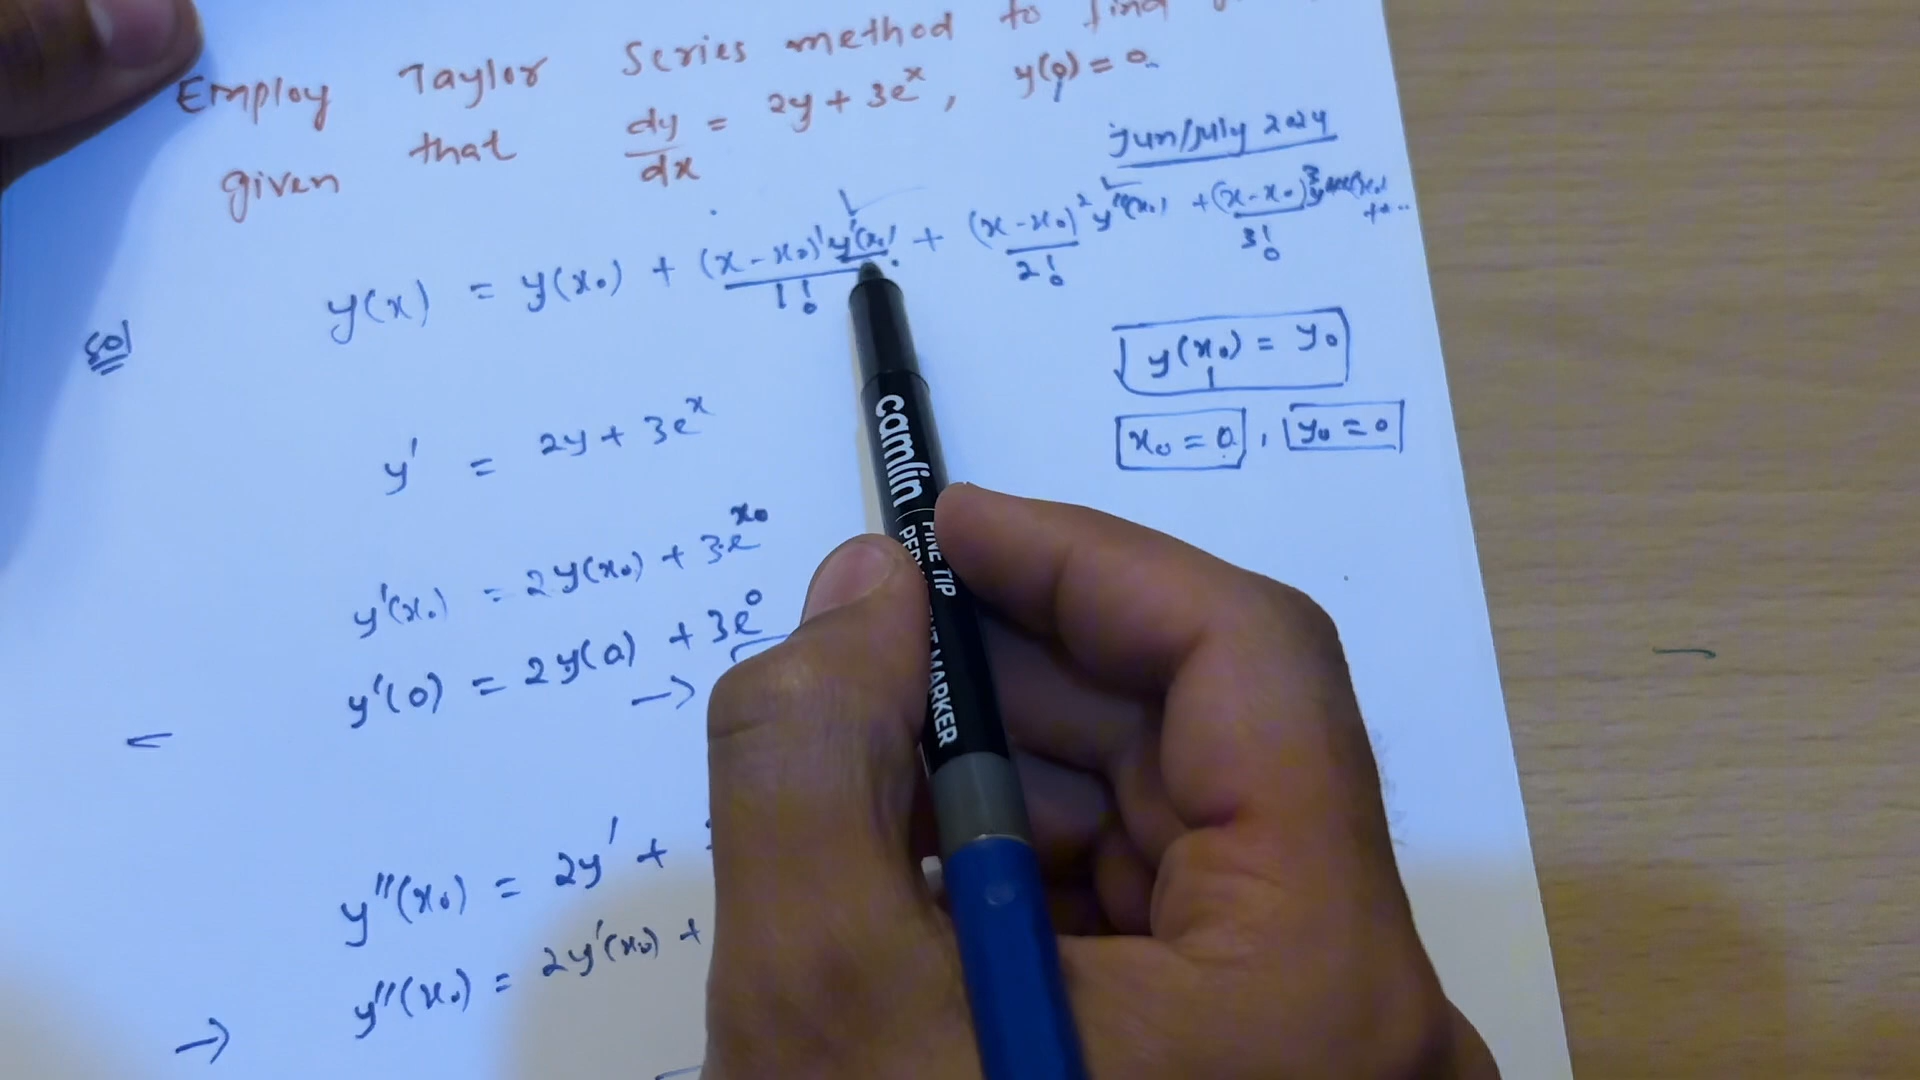 Employ Taylor Series method to find
given that dy/dx = 2y + 3e^x, y(0) = 0
Jun/July 2024
Sol
y(x) = y(x₀) + (x-x₀)¹y'(x₀)/1! + (x-x₀)²/2! y''(x₀) + (x-x₀)³/3!
y(x₀) = y₀
x₀ = 0, y₀ = 0
y' = 2y + 3e^x
y'(x₀) = 2y(x₀) + 3e^x₀
y'(0) = 2y(0) + 3e^0
→
y''(x₀) = 2y' +
y''(x₀) = 2y'(x₀) +
→
camlin FINE TIP
MARKER